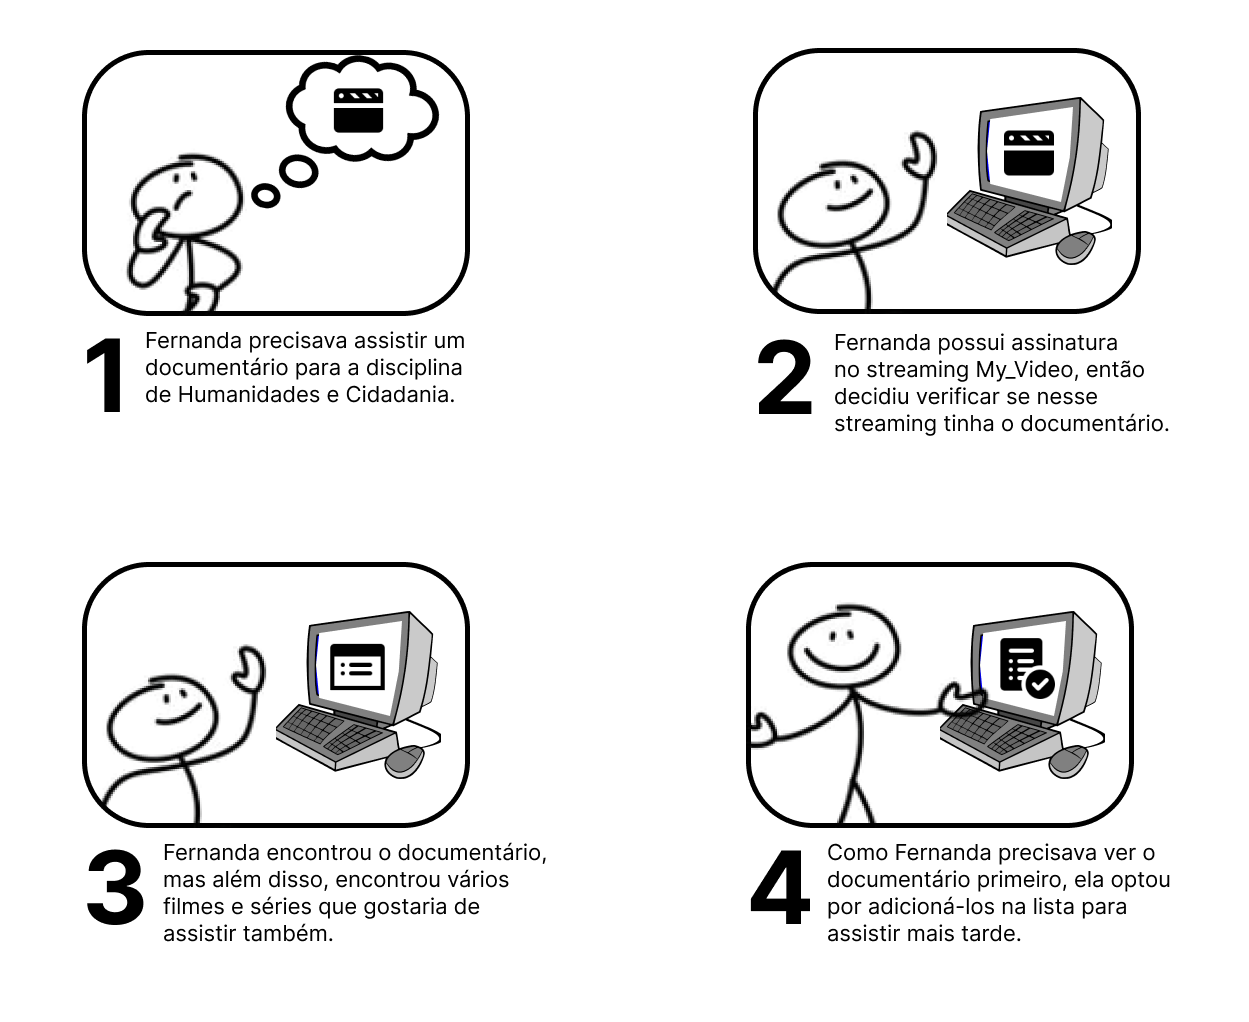 1
Fernanda precisava assistir um
documentário para a disciplina
de Humanidades e Cidadania.
2
Fernanda possui assinatura
no streaming My_Video, então
decidiu verificar se nesse
streaming tinha o documentário.
3
Fernanda encontrou o documentário,
mas além disso, encontrou vários
filmes e séries que gostaria de
assistir também.
4
Como Fernanda precisava ver o
documentário primeiro, ela optou
por adicioná-los na lista para
assistir mais tarde.